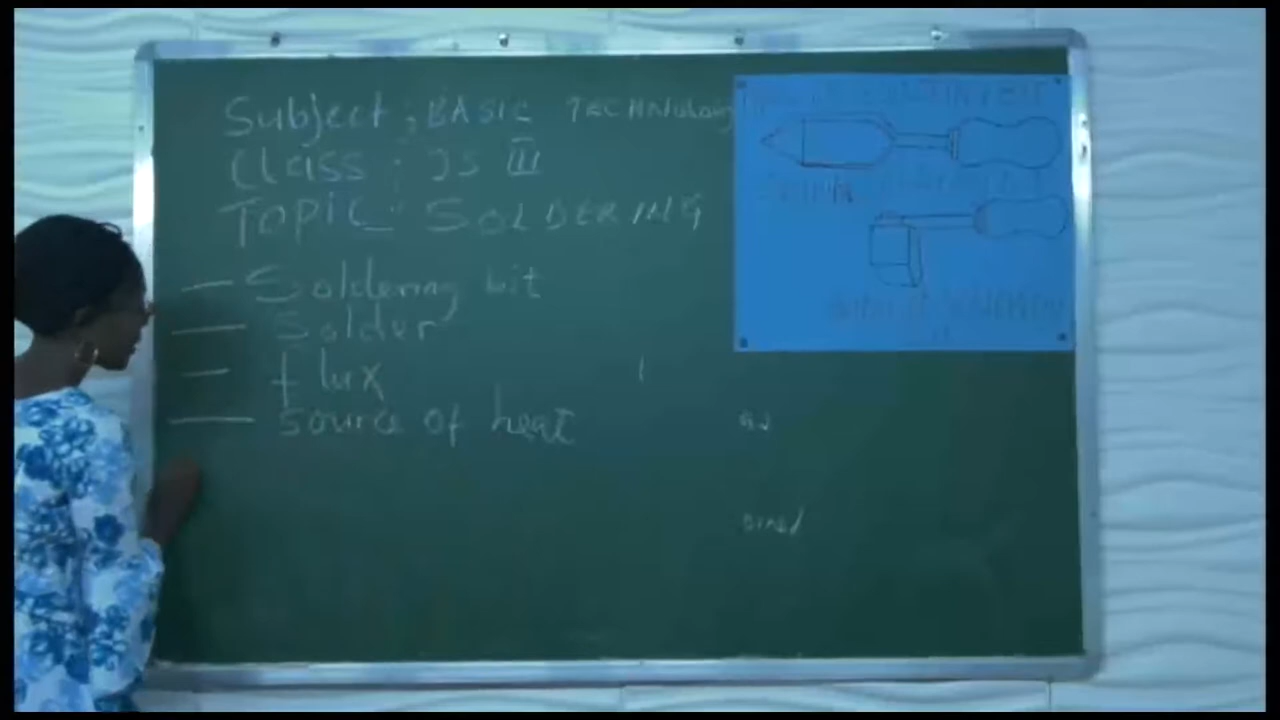 Subject : BASIC TECHNOLOGY
Class : JS III
TOPIC : SOLDERING
— Soldering bit
— Solder
— flux
— source of heat